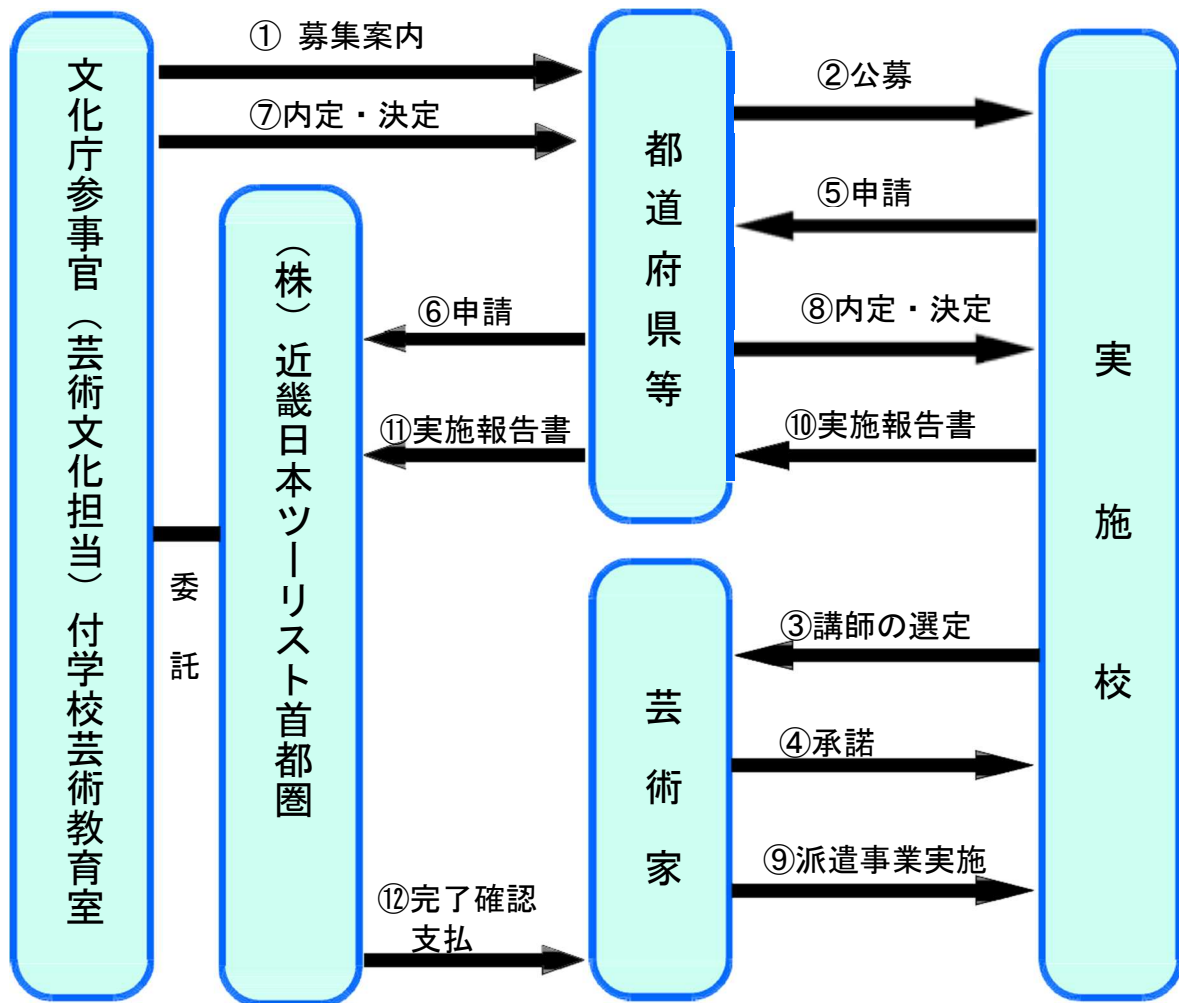 文化庁参事官（芸術文化担当）付学校芸術教育室
① 募集案内
⑦内定・決定
（株）近畿日本ツーリスト首都圏
委託
都道府県等
②公募
⑤申請
⑥申請
⑧内定・決定
⑪実施報告書
⑩実施報告書
実施校
芸術家
③講師の選定
④承諾
⑨派遣事業実施
⑫完了確認
支払